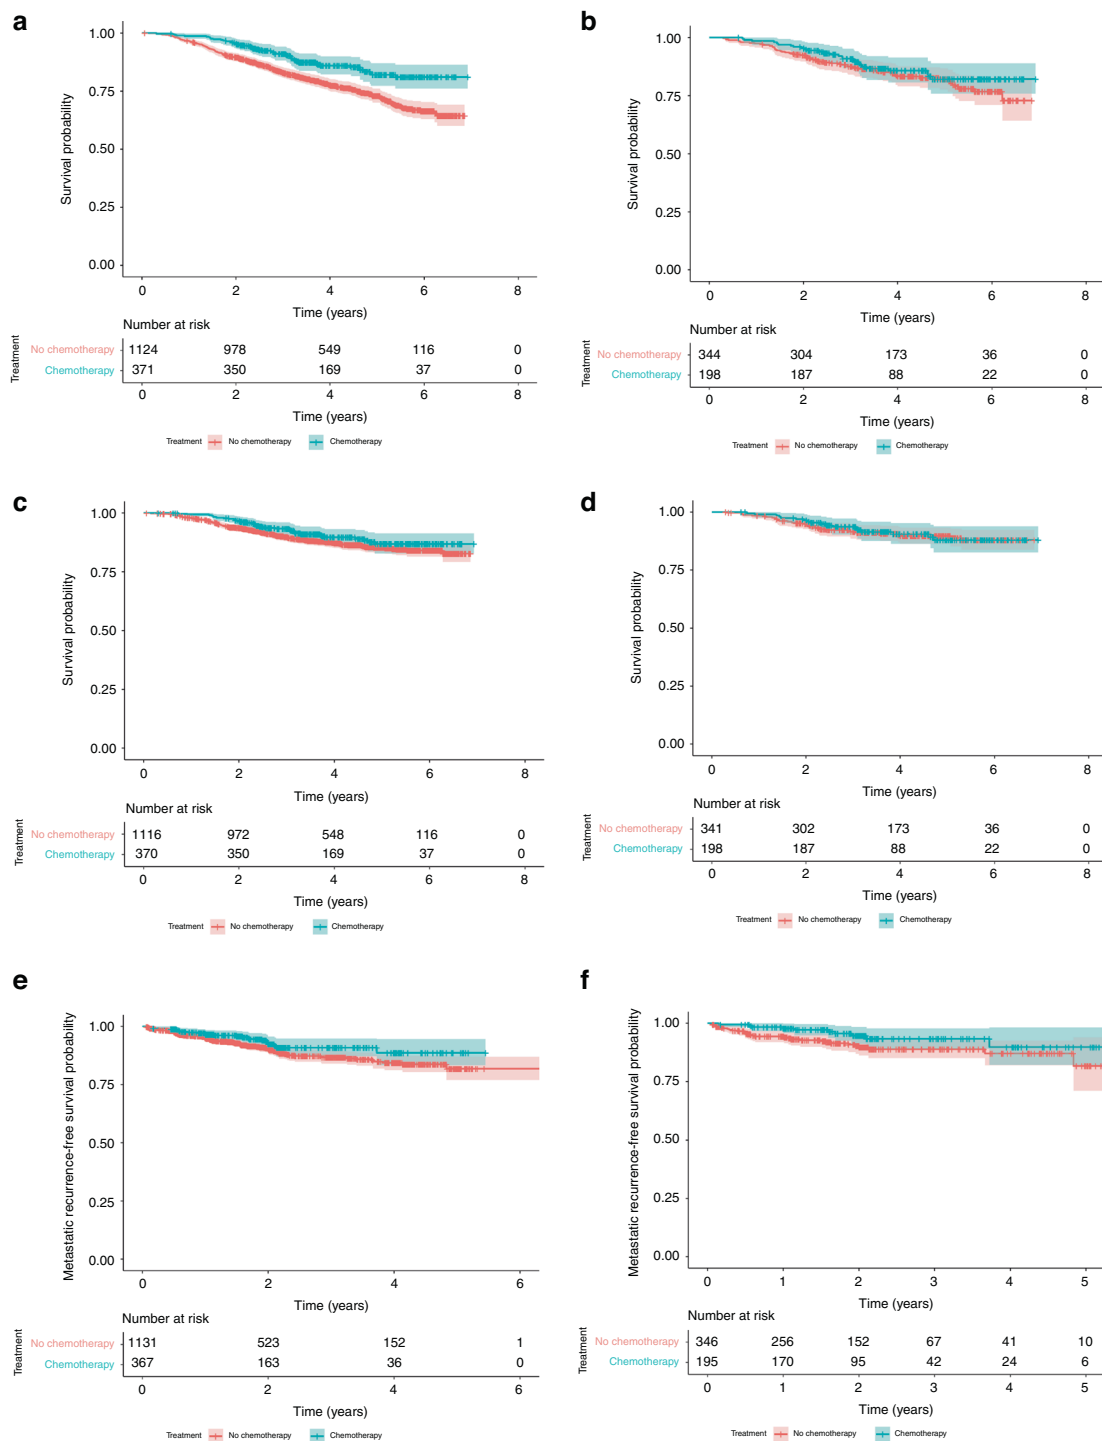 a
1.00
0.75
0.50
0.25
0.00
Survival probability
0 2 4 6 8
Time (years)
Number at risk
Treatment
No chemotherapy 1124 978 549 116 0
Chemotherapy 371 350 169 37 0
0 2 4 6 8
Time (years)
Treatment No chemotherapy Chemotherapy
b
1.00
0.75
0.50
0.25
0.00
Survival probability
0 2 4 6 8
Time (years)
Number at risk
Treatment
No chemotherapy 344 304 173 36 0
Chemotherapy 198 187 88 22 0
0 2 4 6 8
Time (years)
Treatment No chemotherapy Chemotherapy
c
1.00
0.75
0.50
0.25
0.00
Survival probability
0 2 4 6 8
Time (years)
Number at risk
Treatment
No chemotherapy 1116 972 548 116 0
Chemotherapy 370 350 169 37 0
0 2 4 6 8
Time (years)
Treatment No chemotherapy Chemotherapy
d
1.00
0.75
0.50
0.25
0.00
Survival probability
0 2 4 6 8
Time (years)
Number at risk
Treatment
No chemotherapy 341 302 173 36 0
Chemotherapy 198 187 88 22 0
0 2 4 6 8
Time (years)
Treatment No chemotherapy Chemotherapy
e
1.00
0.75
0.50
0.25
0.00
Metastatic recurrence-free survival probability
0 2 4 6
Time (years)
Number at risk
Treatment
No chemotherapy 1131 523 152 1
Chemotherapy 367 163 36 0
0 2 4 6
Time (years)
Treatment No chemotherapy Chemotherapy
f
1.00
0.75
0.50
0.25
0.00
Metastatic recurrence-free survival probability
0 1 2 3 4 5
Time (years)
Number at risk
Treatment
No chemotherapy 346 256 152 67 41 10
Chemotherapy 195 170 95 42 24 6
0 1 2 3 4 5
Time (years)
Treatment No chemotherapy Chemotherapy